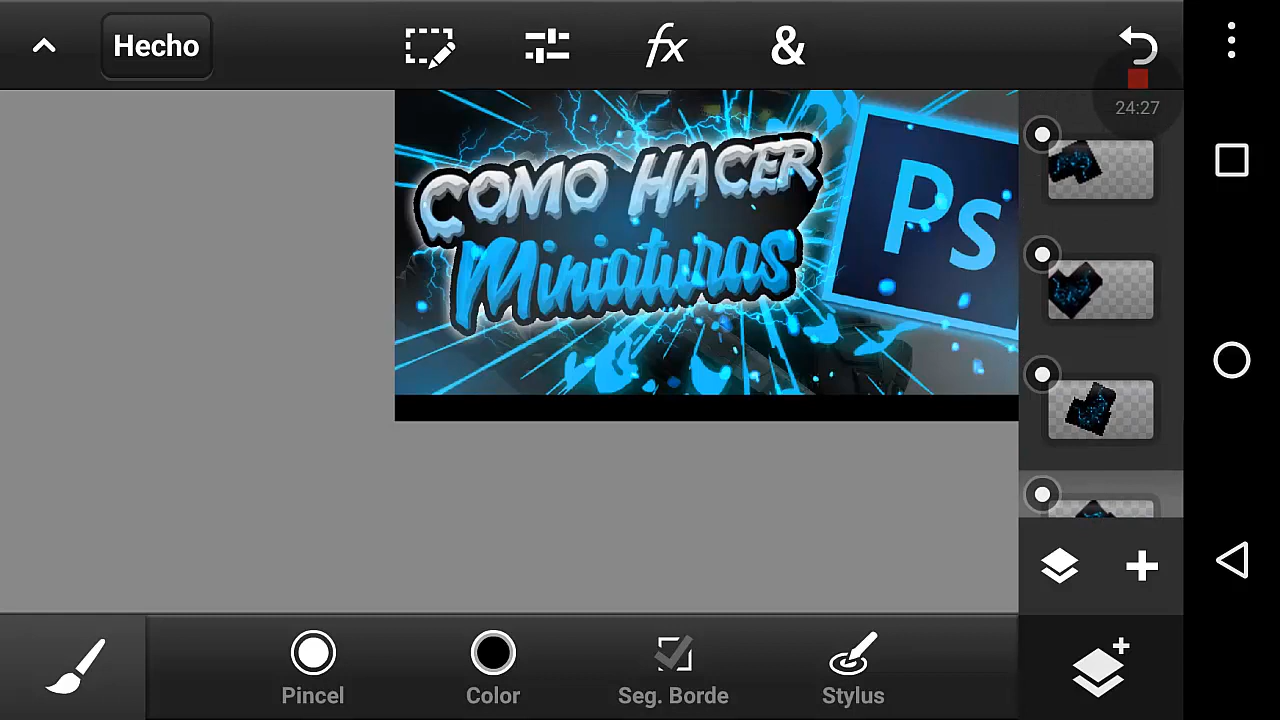 Hecho
fx
&
24:27
COMO HACER
Miniaturas
Ps
Pincel
Color
Seg. Borde
Stylus